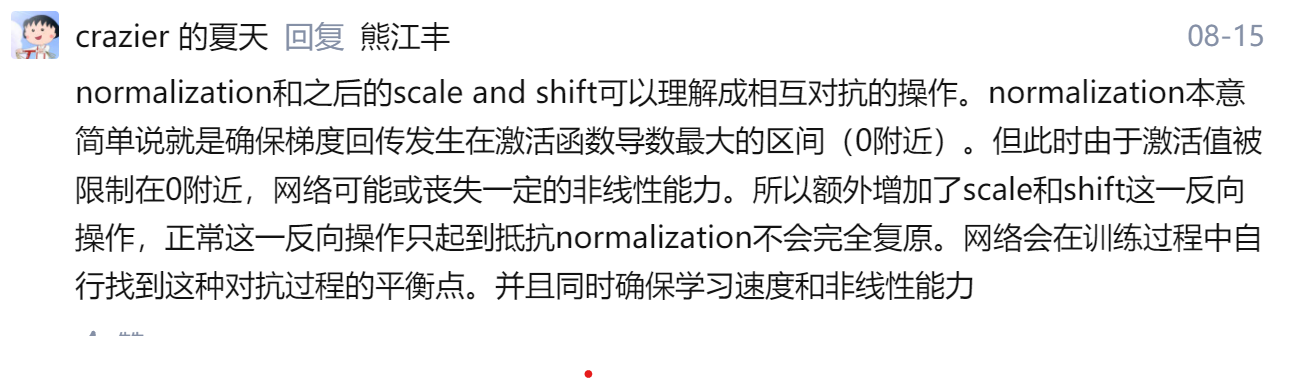 crazier 的夏天 回复 熊江丰 08-15
normalization和之后的scale and shift可以理解成相互对抗的操作。normalization本意
简单说就是确保梯度回传发生在激活函数导数最大的区间（0附近）。但此时由于激活值被
限制在0附近，网络可能或丧失一定的非线性能力。所以额外增加了scale和shift这一反向
操作，正常这一反向操作只起到抵抗normalization不会完全复原。网络会在训练过程中自
行找到这种对抗过程的平衡点。并且同时确保学习速度和非线性能力